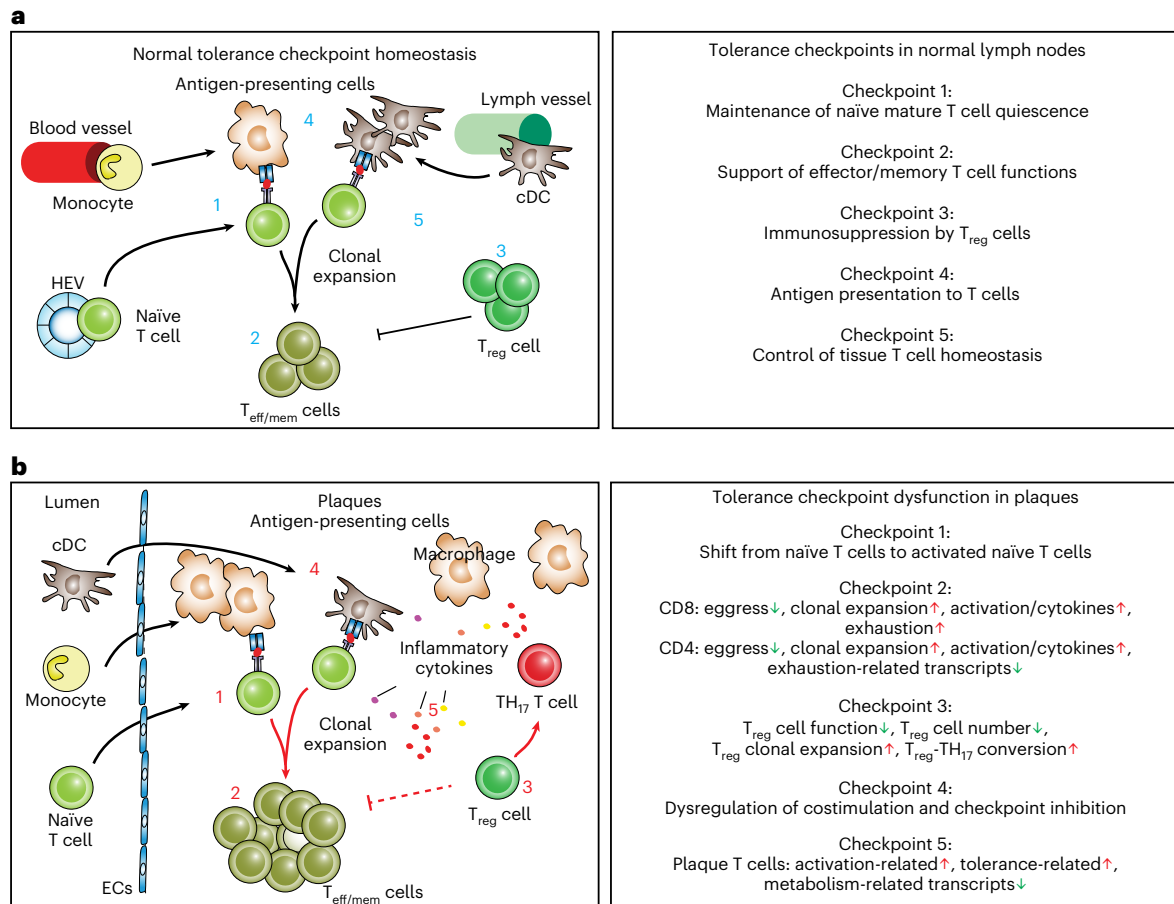 a
Normal tolerance checkpoint homeostasis
Antigen-presenting cells
4
Lymph vessel
Blood vessel
Monocyte
cDC
1
5
Clonal
expansion
3
HEV
Naïve
T cell
2
Treg cell
Teff/mem cells
Tolerance checkpoints in normal lymph nodes
Checkpoint 1:
Maintenance of naïve mature T cell quiescence
Checkpoint 2:
Support of effector/memory T cell functions
Checkpoint 3:
Immunosuppression by Treg cells
Checkpoint 4:
Antigen presentation to T cells
Checkpoint 5:
Control of tissue T cell homeostasis
b
Lumen
Plaques
Antigen-presenting cells
cDC
Macrophage
4
Inflammatory
cytokines
Monocyte
1
5
TH17 T cell
Clonal
expansion
2
3
Naïve
T cell
Treg cell
ECs
Teff/mem cells
Tolerance checkpoint dysfunction in plaques
Checkpoint 1:
Shift from naïve T cells to activated naïve T cells
Checkpoint 2:
CD8: eggress↓, clonal expansion↑, activation/cytokines↑,
exhaustion↑
CD4: eggress↓, clonal expansion↑, activation/cytokines↑,
exhaustion-related transcripts↓
Checkpoint 3:
Treg cell function↓, Treg cell number↓,
Treg clonal expansion↑, Treg-TH17 conversion↑
Checkpoint 4:
Dysregulation of costimulation and checkpoint inhibition
Checkpoint 5:
Plaque T cells: activation-related↑, tolerance-related↑,
metabolism-related transcripts↓